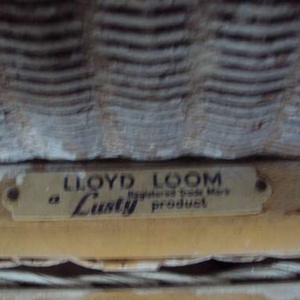 LLOYD LOOM
Registered Trade Mark
a Lusty product